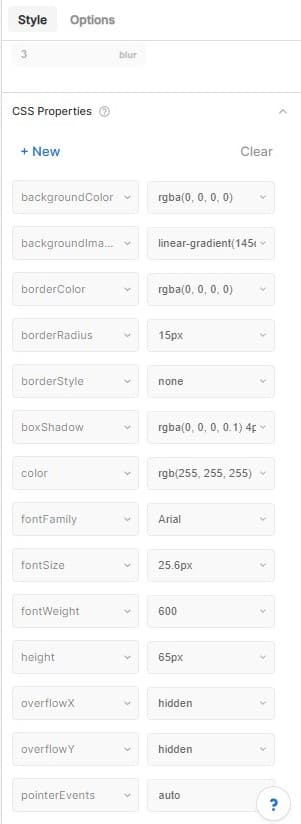 Style Options
3 blur
CSS Properties ?
+ New Clear
backgroundColor rgba(0, 0, 0, 0)
backgroundIma... linear-gradient(145
borderColor rgba(0, 0, 0, 0)
borderRadius 15px
borderStyle none
boxShadow rgba(0, 0, 0, 0.1) 4p
color rgb(255, 255, 255)
fontFamily Arial
fontSize 25.6px
fontWeight 600
height 65px
overflowX hidden
overflowY hidden
pointerEvents auto
?